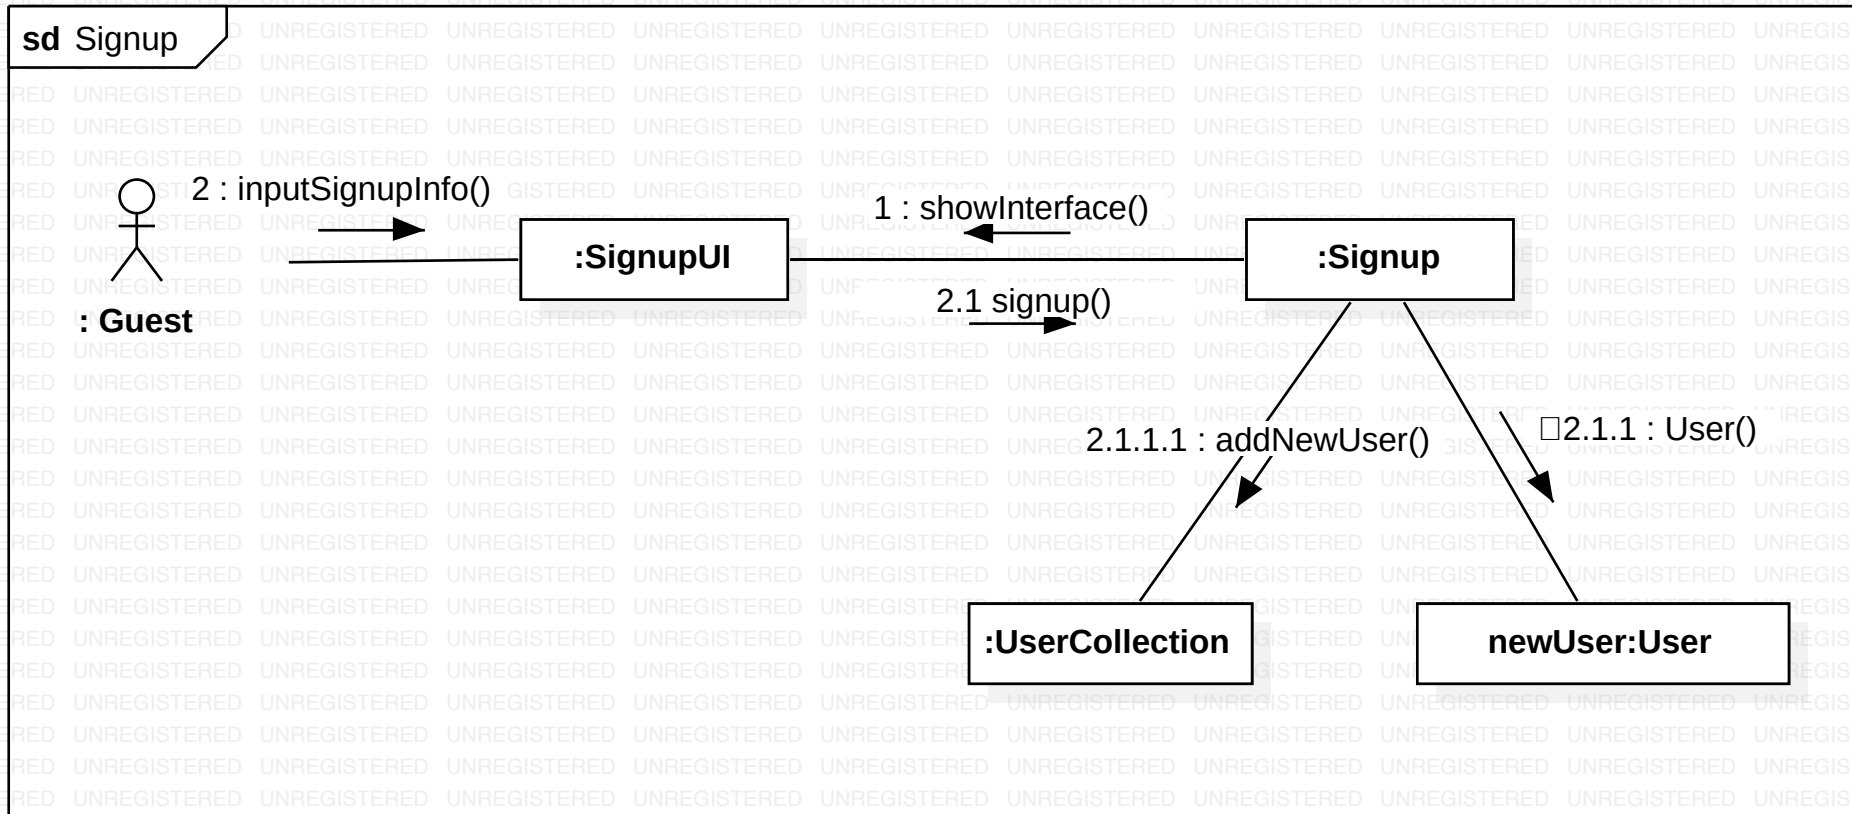 sd Signup
2 : inputSignupInfo()
1 : showInterface()
:SignupUI
:Signup
2.1 signup()
: Guest
2.1.1 : User()
2.1.1.1 : addNewUser()
:UserCollection
newUser:User
UNREGISTERED